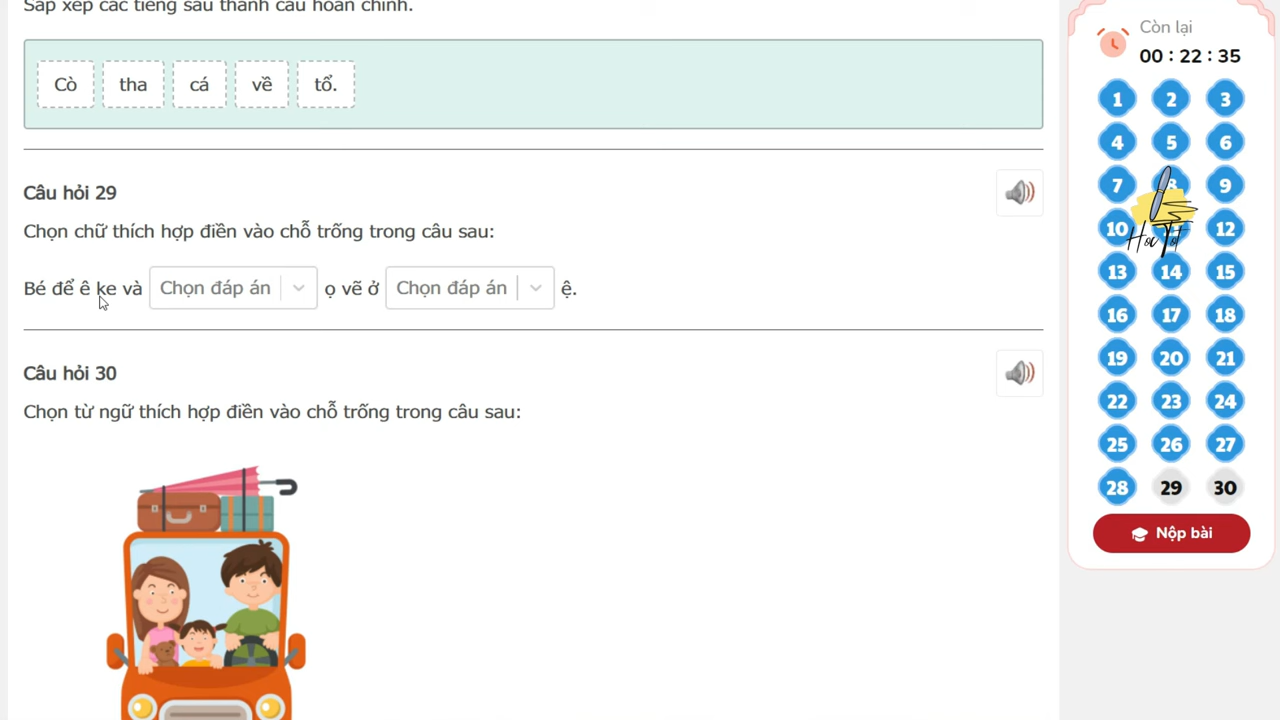 Sắp xếp các tiếng sau thành câu hoàn chỉnh.
Cò tha cá về tổ.
Câu hỏi 29
Chọn chữ thích hợp điền vào chỗ trống trong câu sau:
Bé để ê ke và Chọn đáp án ọ vẽ ở Chọn đáp án ệ.
Câu hỏi 30
Chọn từ ngữ thích hợp điền vào chỗ trống trong câu sau:
Còn lại
00 : 22 : 35
1 2 3
4 5 6
7 8 9
10 12
Học Tốt
13 14 15
16 17 18
19 20 21
22 23 24
25 26 27
28 29 30
Nộp bài